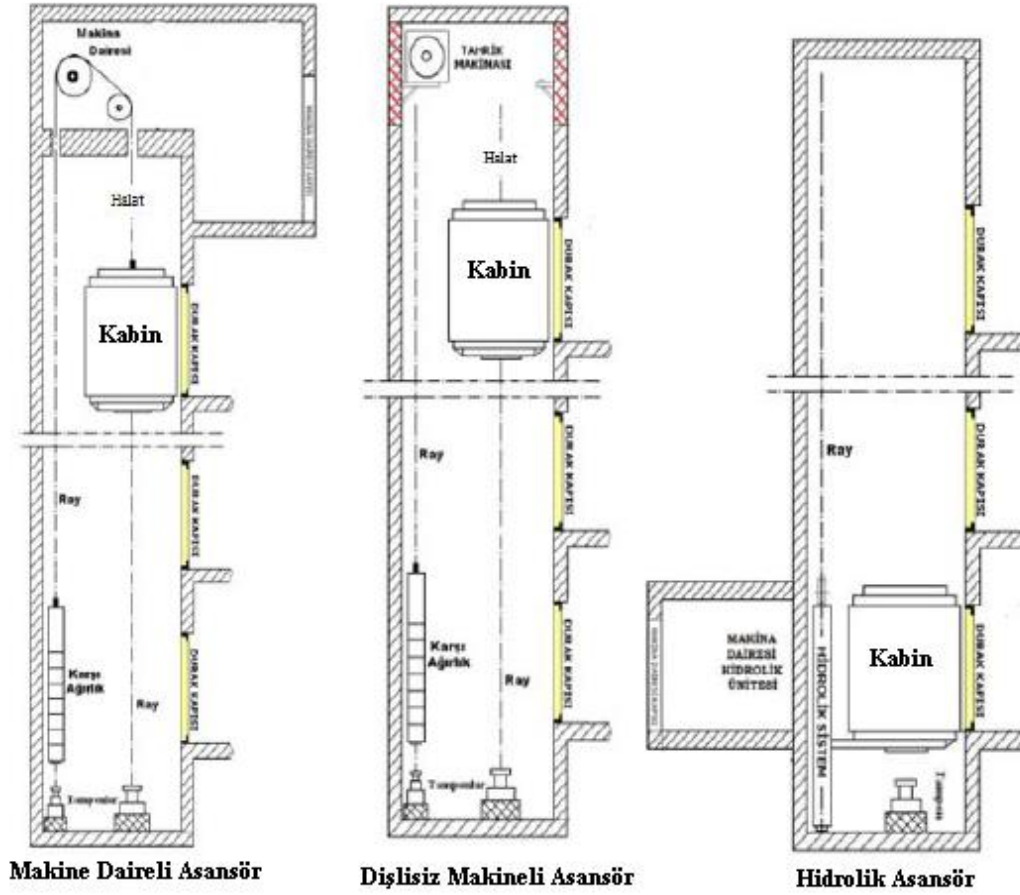 Makina
Dairesi
Halat
Kabin
DURAK KAPISI
DURAK KAPISI
DURAK KAPISI
Ray
Karşı
Ağırlık
Ray
Tamponlar
Makine Daireli Asansör
TAHRİK
MAKİNASI
Halat
Kabin
DURAK KAPISI
DURAK KAPISI
DURAK KAPISI
Ray
Karşı
Ağırlık
Ray
Tamponlar
Dişlisiz Makineli Asansör
DURAK KAPISI
DURAK KAPISI
DURAK KAPISI
Ray
MAKİNA
DAİRESİ
HİDROLİK
ÜNİTESİ
HİDROLİK SİSTEM
Kabin
Tampon
Hidrolik Asansör